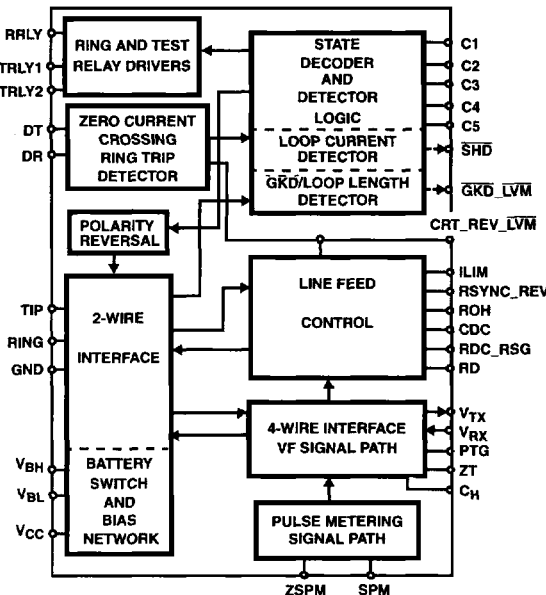 RRLY
TRLY1
TRLY2
RING AND TEST
RELAY DRIVERS
STATE
DECODER
AND
DETECTOR
LOGIC
C1
C2
C3
C4
C5
DT
DR
ZERO CURRENT
CROSSING
RING TRIP
DETECTOR
LOOP CURRENT
DETECTOR
SHD
GKD/LOOP LENGTH
DETECTOR
GKD_LVM
CRT_REV_LVM
POLARITY
REVERSAL
TIP
RING
GND
2-WIRE
INTERFACE
LINE FEED
CONTROL
ILIM
RSYNC_REV
ROH
CDC
RDC_RSG
RD
4-WIRE INTERFACE
VF SIGNAL PATH
VTX
VRX
PTG
ZT
CH
VBH
VBL
VCC
BATTERY
SWITCH
AND
BIAS
NETWORK
PULSE METERING
SIGNAL PATH
ZSPM
SPM